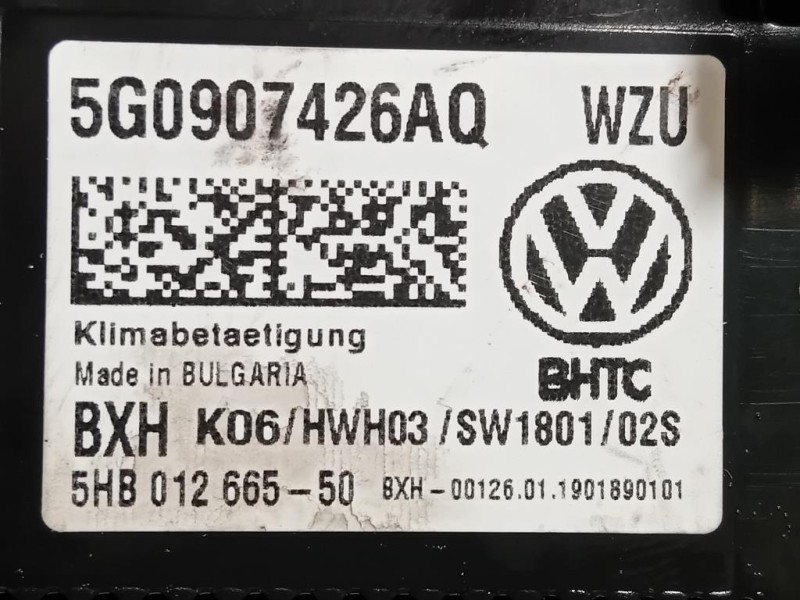 5G0907426AQ WZU
Klimabetaetigung
Made in BULGARIA
BHTC
BXH K06/HWH03/SW1801/02S
5HB 012 665-50 BXH-00126.01.1901890101